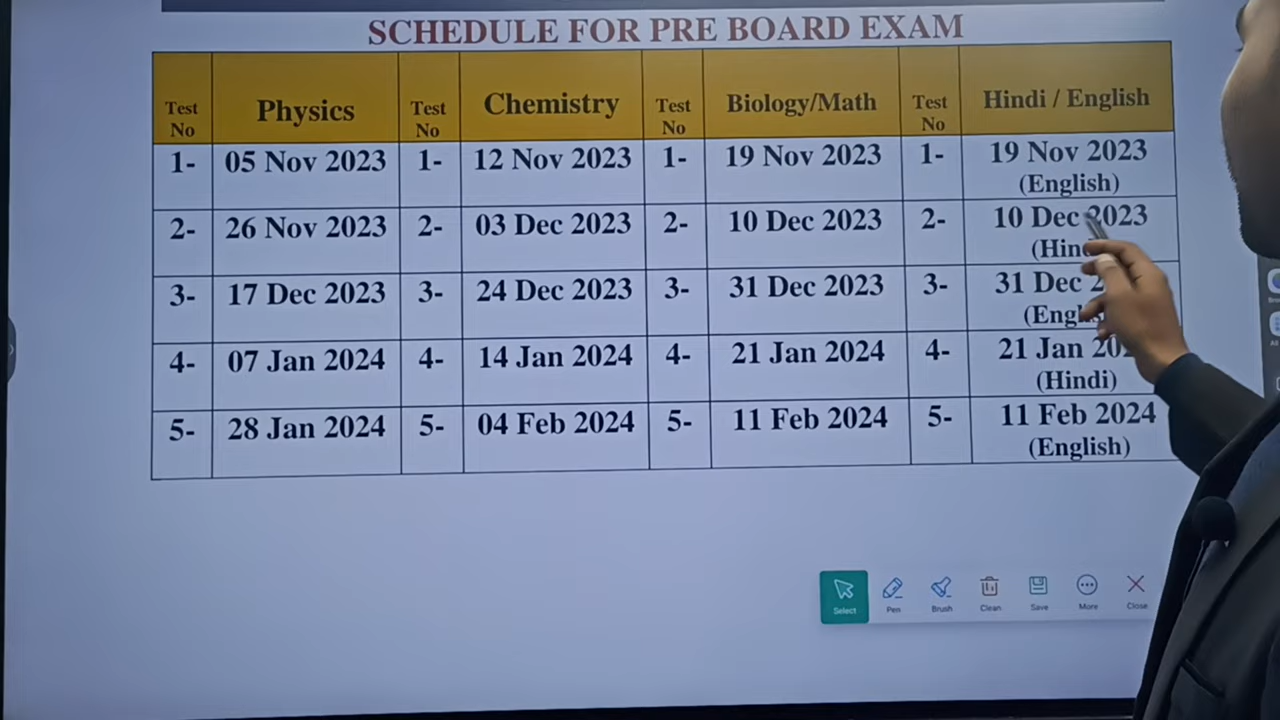 SCHEDULE FOR PRE BOARD EXAM
Test No Physics Test No Chemistry Test No Biology/Math Test No Hindi / English
1- 05 Nov 2023 1- 12 Nov 2023 1- 19 Nov 2023 1- 19 Nov 2023
(English)
2- 26 Nov 2023 2- 03 Dec 2023 2- 10 Dec 2023 2- 10 Dec 2023
3- 17 Dec 2023 3- 24 Dec 2023 3- 31 Dec 2023 3- 31 Dec
4- 07 Jan 2024 4- 14 Jan 2024 4- 21 Jan 2024 4- 21 Jan
(Hindi)
5- 28 Jan 2024 5- 04 Feb 2024 5- 11 Feb 2024 5- 11 Feb 2024
(English)
Select Pen Brush Clean Save More Close